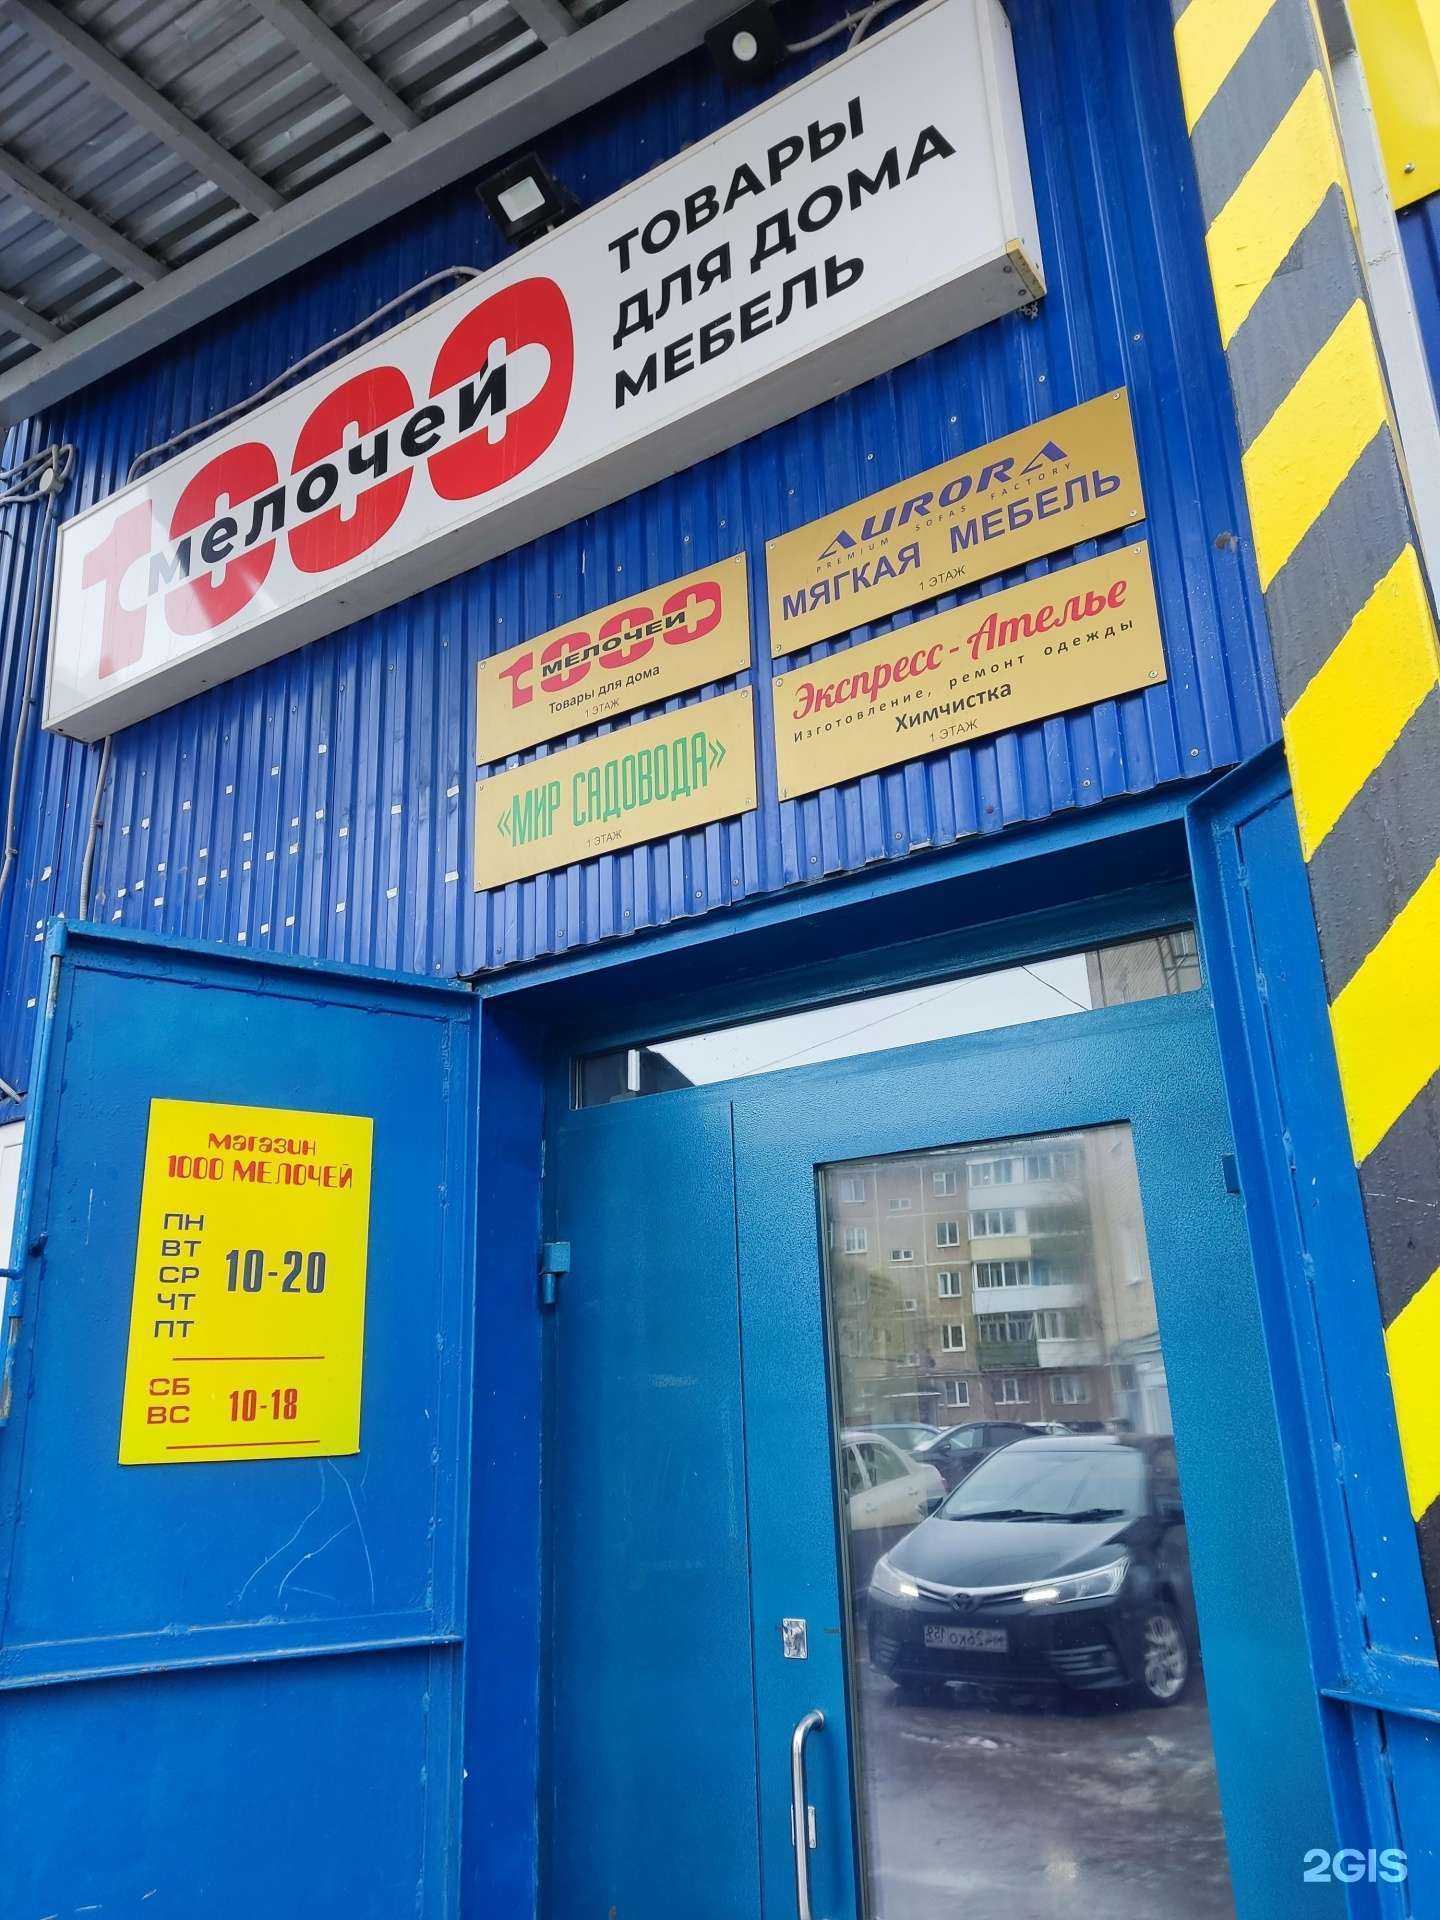 1000
мелочей
ТОВАРЫ
ДЛЯ ДОМА
МЕБЕЛЬ
AURORA
PREMIUM SOFAS FACTORY
МЯГКАЯ МЕБЕЛЬ
1 ЭТАЖ
1000
МЕЛОЧЕЙ
Товары для дома
1 ЭТАЖ
Экспресс-Ателье
Изготовление, ремонт одежды
Химчистка
1 ЭТАЖ
«МИР САДОВОДА»
1 ЭТАЖ
магазин
1000 МЕЛОЧЕЙ
ПН
ВТ
СР 10-20
ЧТ
ПТ
СБ
ВС 10-18
2GIS